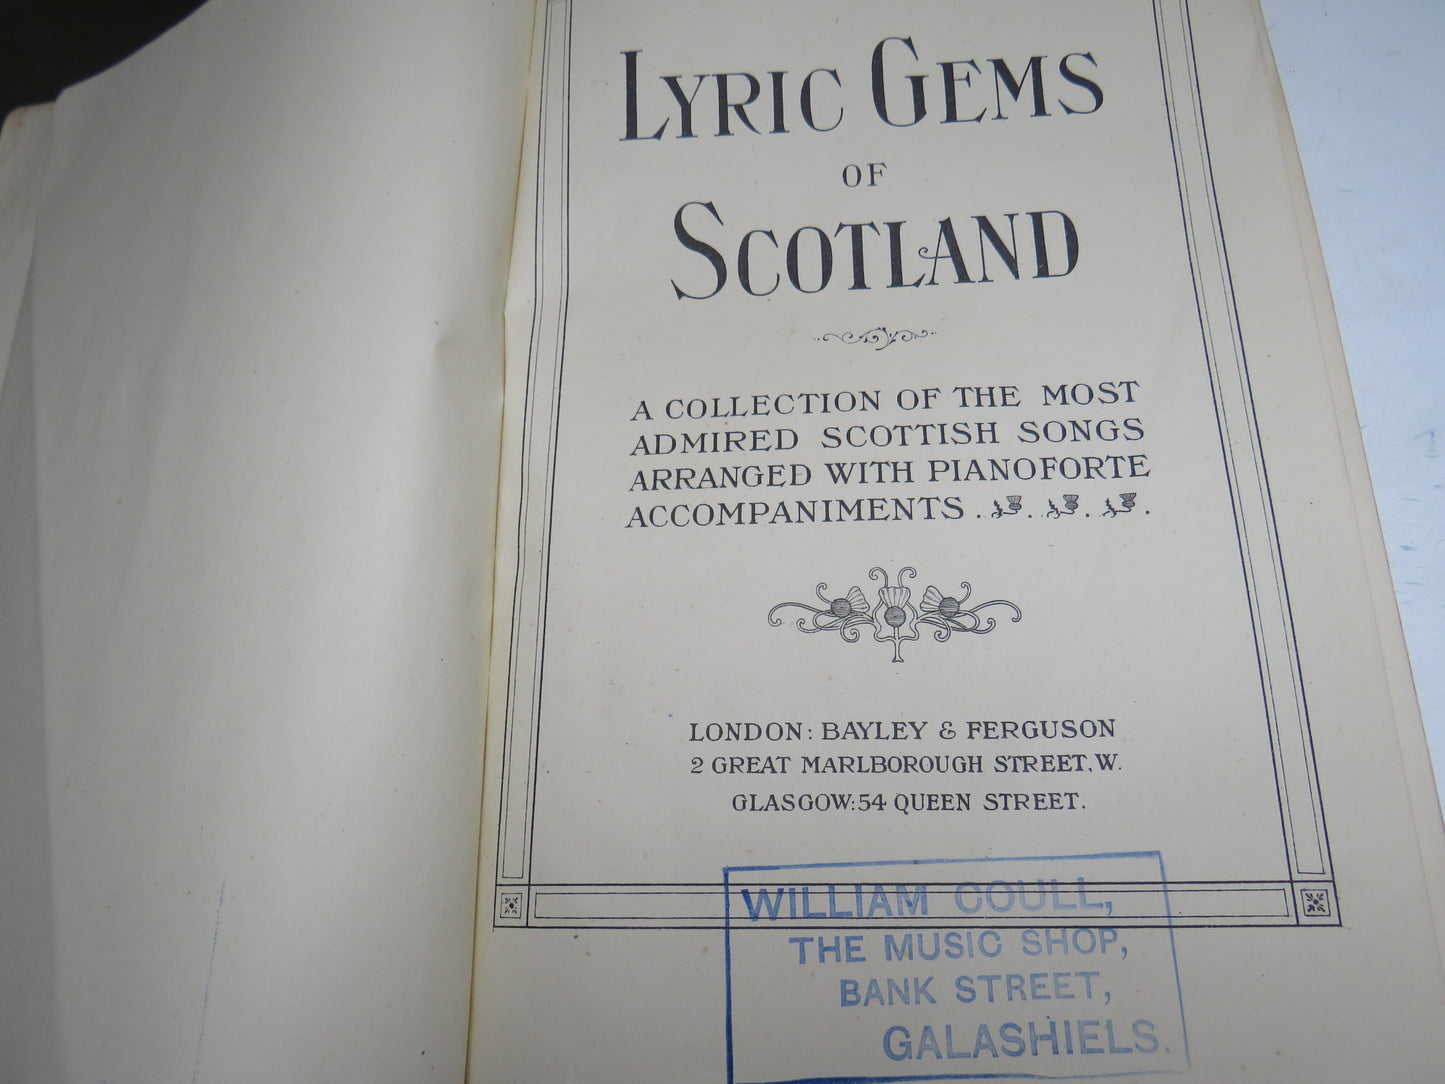 LYRIC GEMS
OF
SCOTLAND
A COLLECTION OF THE MOST
ADMIRED SCOTTISH SONGS
ARRANGED WITH PIANOFORTE
ACCOMPANIMENTS . . . .
LONDON: BAYLEY & FERGUSON
2 GREAT MARLBOROUGH STREET, W.
GLASGOW: 54 QUEEN STREET.
WILLIAM COULL,
THE MUSIC SHOP,
BANK STREET,
GALASHIELS.